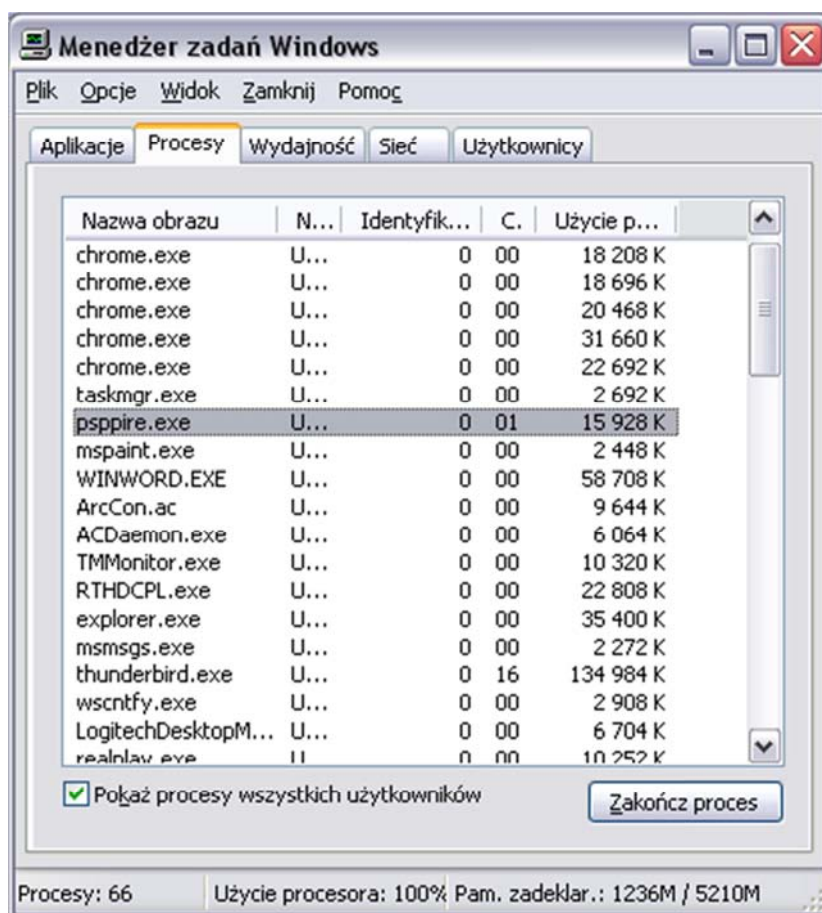 Menedżer zadań Windows
Plik Opcje Widok Zamknij Pomoc
Aplikacje Procesy Wydajność Sieć Użytkownicy
Nazwa obrazu N... Identyfik... C. Użycie p...
chrome.exe U... 0 00 18 208 K
chrome.exe U... 0 00 18 696 K
chrome.exe U... 0 00 20 468 K
chrome.exe U... 0 00 31 660 K
chrome.exe U... 0 00 22 692 K
taskmgr.exe U... 0 00 2 692 K
psppire.exe U... 0 01 15 928 K
mspaint.exe U... 0 00 2 448 K
WINWORD.EXE U... 0 00 58 708 K
ArcCon.ac U... 0 00 9 644 K
ACDaemon.exe U... 0 00 6 064 K
TMMonitor.exe U... 0 00 10 320 K
RTHDCPL.exe U... 0 00 22 808 K
explorer.exe U... 0 00 35 400 K
msmsgs.exe U... 0 00 2 272 K
thunderbird.exe U... 0 16 134 984 K
wscntfy.exe U... 0 00 2 908 K
LogitechDesktopM... U... 0 00 6 704 K
realplay.exe U... 0 00 10 252 K
Pokaż procesy wszystkich użytkowników Zakończ proces
Procesy: 66 Użycie procesora: 100% Pam. zadeklar.: 1236M / 5210M